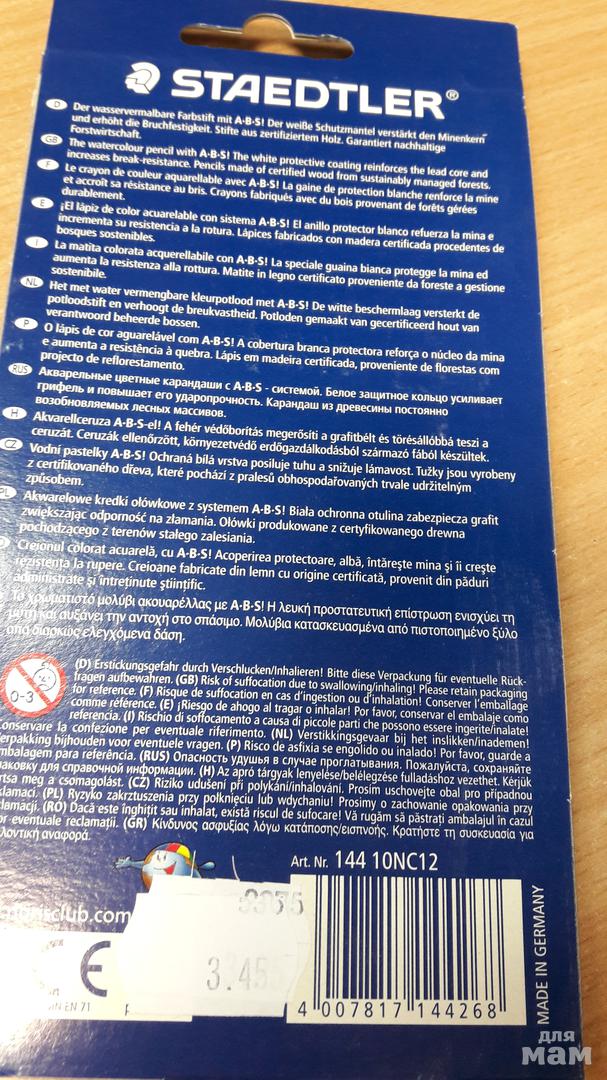 STAEDTLER®
D Der wasservermalbare Farbstift mit A·B·S! Der weiße Schutzmantel verstärkt den Minenkern
und erhöht die Bruchfestigkeit. Stifte aus zertifiziertem Holz. Garantiert nachhaltige
Forstwirtschaft.
GB The watercolour pencil with A·B·S! The white protective coating reinforces the lead core and
increases break-resistance. Pencils made of certified wood from sustainably managed forests.
F Le crayon de couleur aquarellable avec A·B·S! La gaine de protection blanche renforce la mine
et accroît sa résistance au bris. Crayons fabriqués avec du bois provenant de forêts gérées
durablement.
E ¡El lápiz de color acuarelable con sistema A·B·S! El anillo protector blanco refuerza la mina e
incrementa su resistencia a la rotura. Lápices fabricados con madera certificada procedentes de
bosques sostenibles.
I La matita colorata acquerellabile con A·B·S! La speciale guaina bianca protegge la mina ed
aumenta la resistenza alla rottura. Matite in legno certificato proveniente da foreste a gestione
sostenibile.
NL Het met water vermengbare kleurpotlood met A·B·S! De witte beschermlaag versterkt de
potloodstift en verhoogt de breukvastheid. Potloden gemaakt van gecertificeerd hout van
verantwoord beheerde bossen.
P O lápis de cor aguarelável com A·B·S! A cobertura branca protectora reforça o núcleo da mina
e aumenta a resistência à quebra. Lápis em madeira certificada, proveniente de florestas com
projecto de reflorestamento.
RUS Акварельные цветные карандаши с A·B·S - системой. Белое защитное кольцо усиливает
грифель и повышает его ударопрочность. Карандаш из древесины постоянно
возобновляемых лесных массивов.
H Akvarellceruza A·B·S-el! A fehér védőborítás megerősíti a grafitbélt és törésállóbbá teszi a
ceruzát. Ceruzák ellenőrzött, környezetvédő erdőgazdálkodásból származó fából készültek.
CZ Vodní pastelky A·B·S! Ochraná bílá vrstva posiluje tuhu a snižuje lámavost. Tužky jsou vyrobeny
z certifikovaného dřeva, které pochází z pralesů obhospodařovaných trvale udržitelným
způsobem.
PL Akwarelowe kredki ołówkowe z systemem A·B·S! Biała ochronna otulina zabezpiecza grafit
zwiększając odporność na złamania. Ołówki produkowane z certyfikowanego drewna
pochodzącego z terenów stałego zalesiania.
Creionul colorat acuarelă, cu A·B·S! Acoperirea protectoare, albă, întăreşte mina şi îi creşte
rezistenţa la rupere. Creioane fabricate din lemn cu origine certificată, provenit din păduri
administrate şi întreţinute ştiinţific.
Το χρωματιστό μολύβι ακουαρέλλας με A·B·S! Η λευκή προστατευτική επίστρωση ενισχύει τη
μύτη και αυξάνει την αντοχή στο σπάσιμο. Μολύβια κατασκευασμένα από πιστοποιημένο ξύλο
από διαρκώς ελεγχόμενα δάση.
0-3
(D) Erstickungsgefahr durch Verschlucken/Inhalieren! Bitte diese Verpackung für eventuelle Rück-
fragen aufbewahren. (GB) Risk of suffocation due to swallowing/inhaling! Please retain packaging
for reference. (F) Risque de suffocation en cas d'ingestion ou d'inhalation! Conserver l'emballage
comme référence. (E) ¡Riesgo de ahogo al tragar o inhalar! Por favor, conservar el embalaje como
referencia. (I) Rischio di soffocamento a causa di piccole parti che possono essere ingerite/inalate!
Conservare la confezione per eventuale riferimento. (NL) Verstikkingsgevaar bij het inslikken/inademen!
Verpakking bijhouden voor eventuele vragen. (P) Risco de asfixia se engolido ou inalado! Por favor, guarde a
mbalagem para referência. (RUS) Опасность удушья в случае проглатывания. Пожалуйста, сохраняйте
паковку для справочной информации. (H) Az apró tárgyak lenyelése/belélegzése fulladáshoz vezethet. Kérjük
rtsa meg a csomagolást. (CZ) Riziko udušení při polykání/inhalování. Prosím uschovejte obal pro případnou
klamaci. (PL) Ryzyko zakrztuszenia przy połknięciu lub wdychaniu! Prosimy o zachowanie opakowania przy
klamacji. (RO) Dacă este înghiţit sau inhalat, există riscul de sufocare! Vă rugăm să păstraţi ambalajul în cazul
or eventuale reclamaţii. (GR) Κίνδυνος ασφυξίας λόγω κατάποσης/εισπνοής. Κρατήστε τη συσκευασία για
λοντική αναφορά.
Art. Nr. 144 10NC12
club.com
CE
EN 71
4 007817 144268
MADE IN GERMANY
для
мам